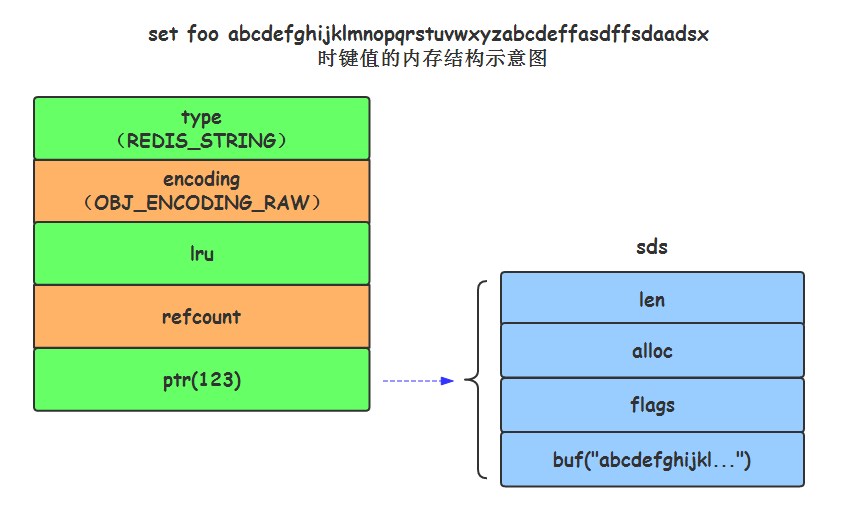 set foo abcdefghijklmnopqrstuvwxyzabcdeffasdffsdaadsx
时键值的内存结构示意图
type
（REDIS_STRING）
encoding
（OBJ_ENCODING_RAW）
lru
refcount
ptr(123)
sds
len
alloc
flags
buf("abcdefghijkl...")